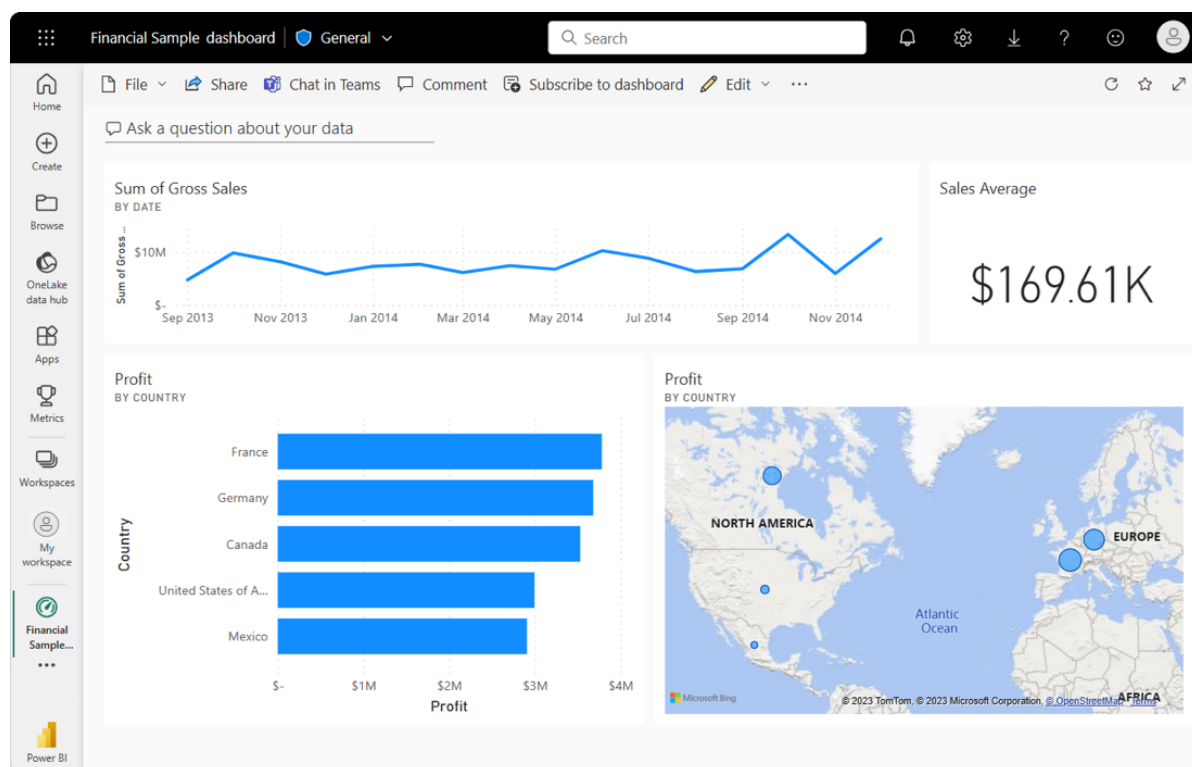 Financial Sample dashboard General
Search
File Share Chat in Teams Comment Subscribe to dashboard Edit
Home
Create
Browse
OneLake
data hub
Apps
Metrics
Workspaces
My
workspace
Financial
Sample...
Power BI
Ask a question about your data
Sum of Gross Sales
BY DATE
Sum of Gross ...
$10M
$-
Sep 2013 Nov 2013 Jan 2014 Mar 2014 May 2014 Jul 2014 Sep 2014 Nov 2014
Sales Average
$169.61K
Profit
BY COUNTRY
Country
France
Germany
Canada
United States of A...
Mexico
$- $1M $2M $3M $4M
Profit
Profit
BY COUNTRY
NORTH AMERICA
EUROPE
Atlantic
Ocean
AFRICA
Microsoft Bing
© 2023 TomTom, © 2023 Microsoft Corporation, © OpenStreetMap Terms